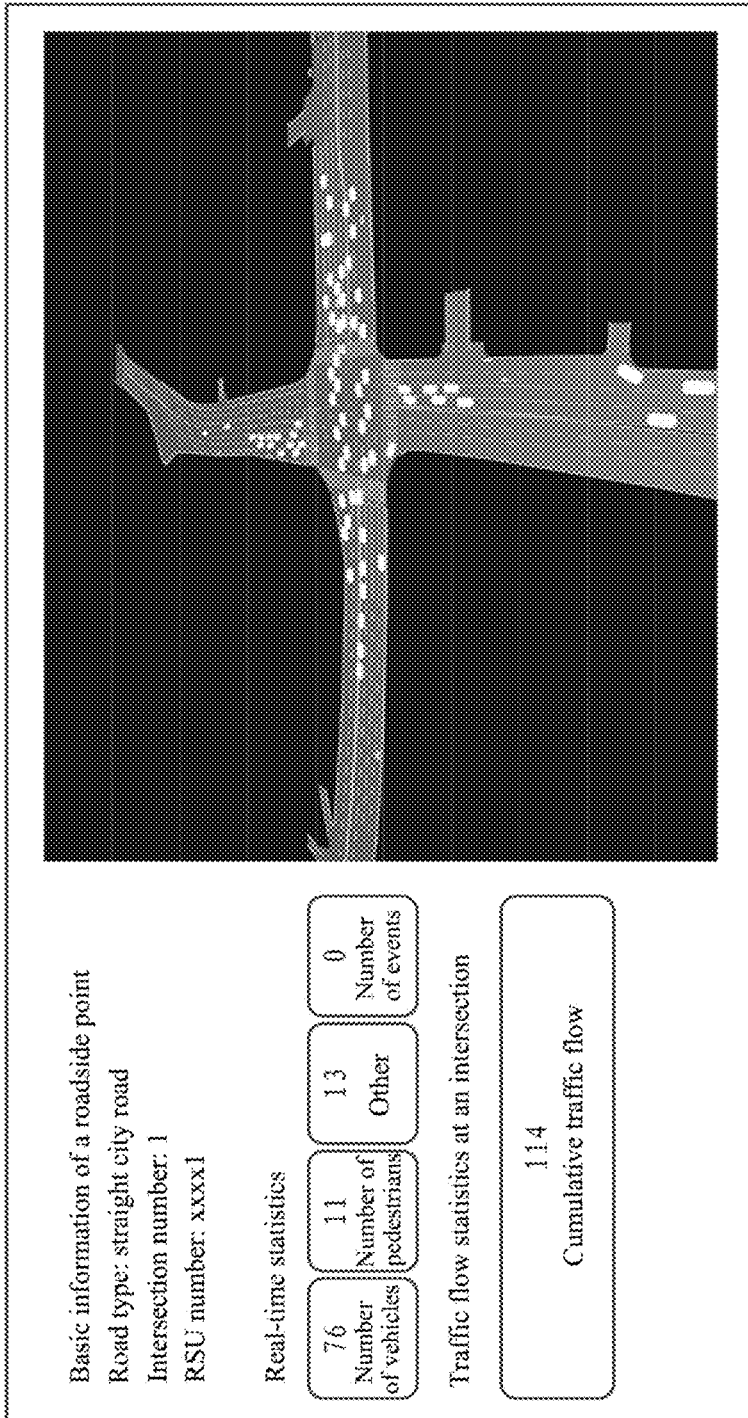 Basic information of a roadside point
Road type: straight city road
Intersection number: 1
RSU number: xxxx1
Real-time statistics
76
Number
of vehicles
11
Number of
pedestrians
13
Other
0
Number
of events
Traffic flow statistics at an intersection
114
Cumulative traffic flow